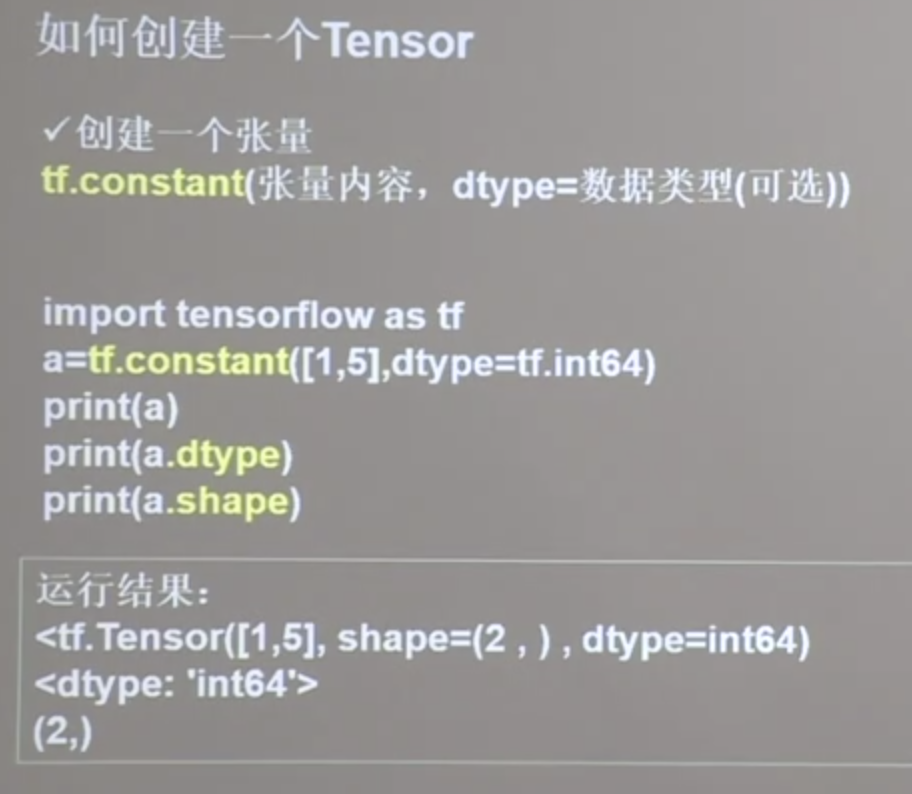 如何创建一个Tensor
✓创建一个张量
tf.constant(张量内容，dtype=数据类型(可选))
import tensorflow as tf
a=tf.constant([1,5],dtype=tf.int64)
print(a)
print(a.dtype)
print(a.shape)
运行结果：
<tf.Tensor([1,5], shape=(2 , ) , dtype=int64)
<dtype: 'int64'>
(2,)